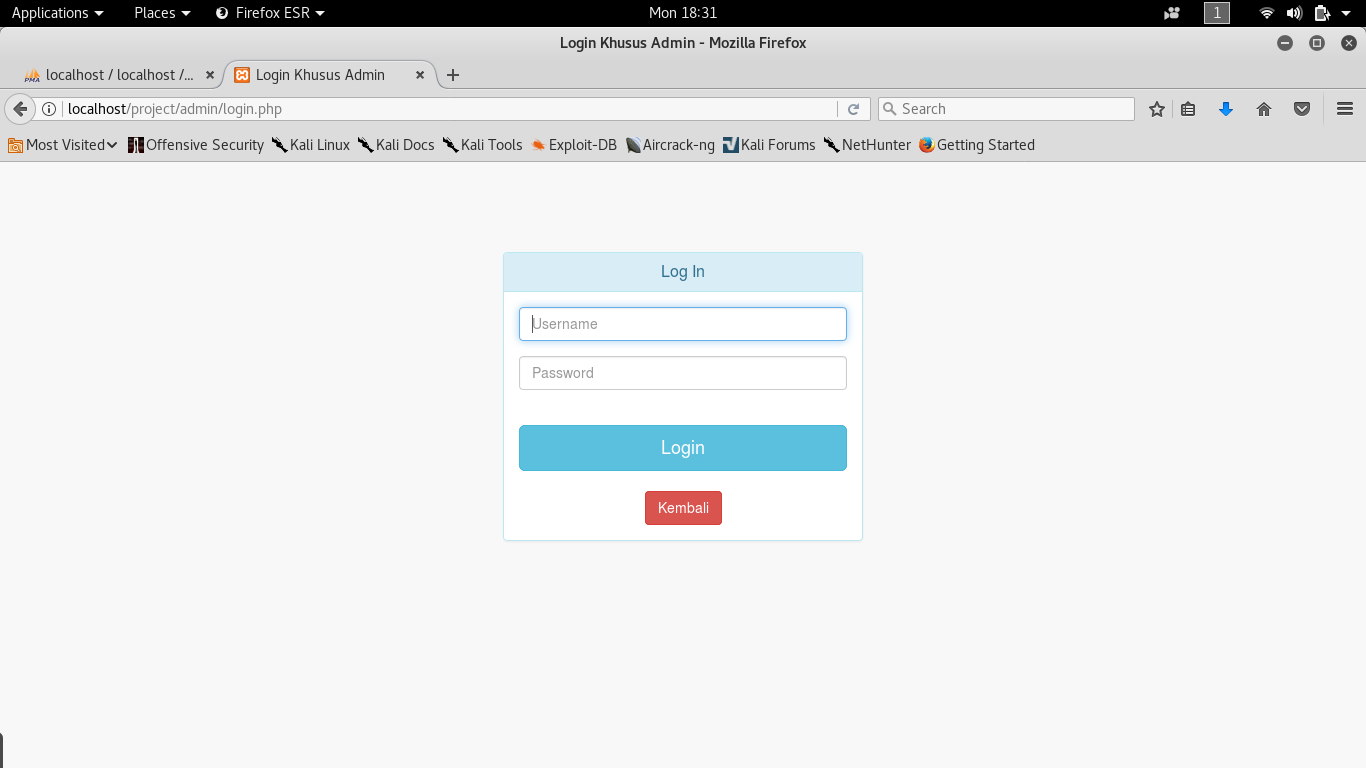 Applications Places Firefox ESR Mon 18:31 1
Login Khusus Admin - Mozilla Firefox
PMA localhost / localhost /... Login Khusus Admin
localhost/project/admin/login.php Search
Most Visited Offensive Security Kali Linux Kali Docs Kali Tools Exploit-DB Aircrack-ng Kali Forums NetHunter Getting Started
Log In
Username
Password
Login
Kembali